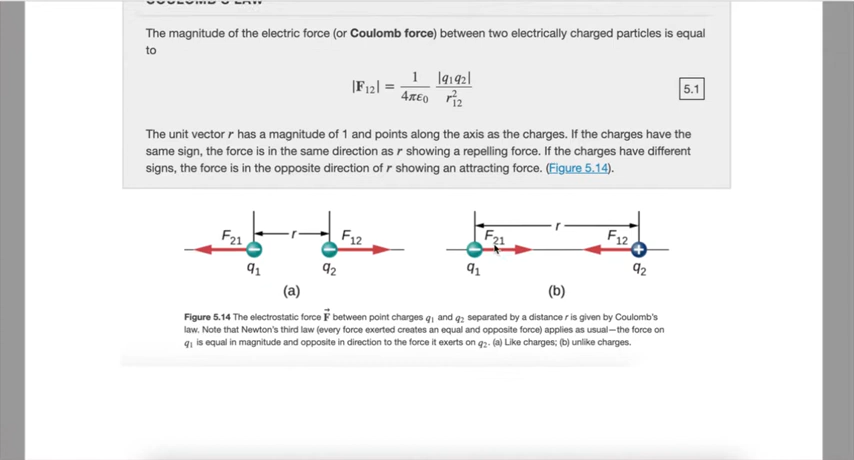 COULOMB'S LAW
The magnitude of the electric force (or Coulomb force) between two electrically charged particles is equal
to
|F₁₂| = 1/(4πε₀) |q₁q₂|/r²₁₂
5.1
The unit vector r has a magnitude of 1 and points along the axis as the charges. If the charges have the
same sign, the force is in the same direction as r showing a repelling force. If the charges have different
signs, the force is in the opposite direction of r showing an attracting force. (Figure 5.14).
F₂₁ r F₁₂
q₁ q₂
(a)
r
F₂₁ F₁₂
q₁ q₂
(b)
Figure 5.14 The electrostatic force F⃗ between point charges q₁ and q₂ separated by a distance r is given by Coulomb's
law. Note that Newton's third law (every force exerted creates an equal and opposite force) applies as usual—the force on
q₁ is equal in magnitude and opposite in direction to the force it exerts on q₂. (a) Like charges; (b) unlike charges.